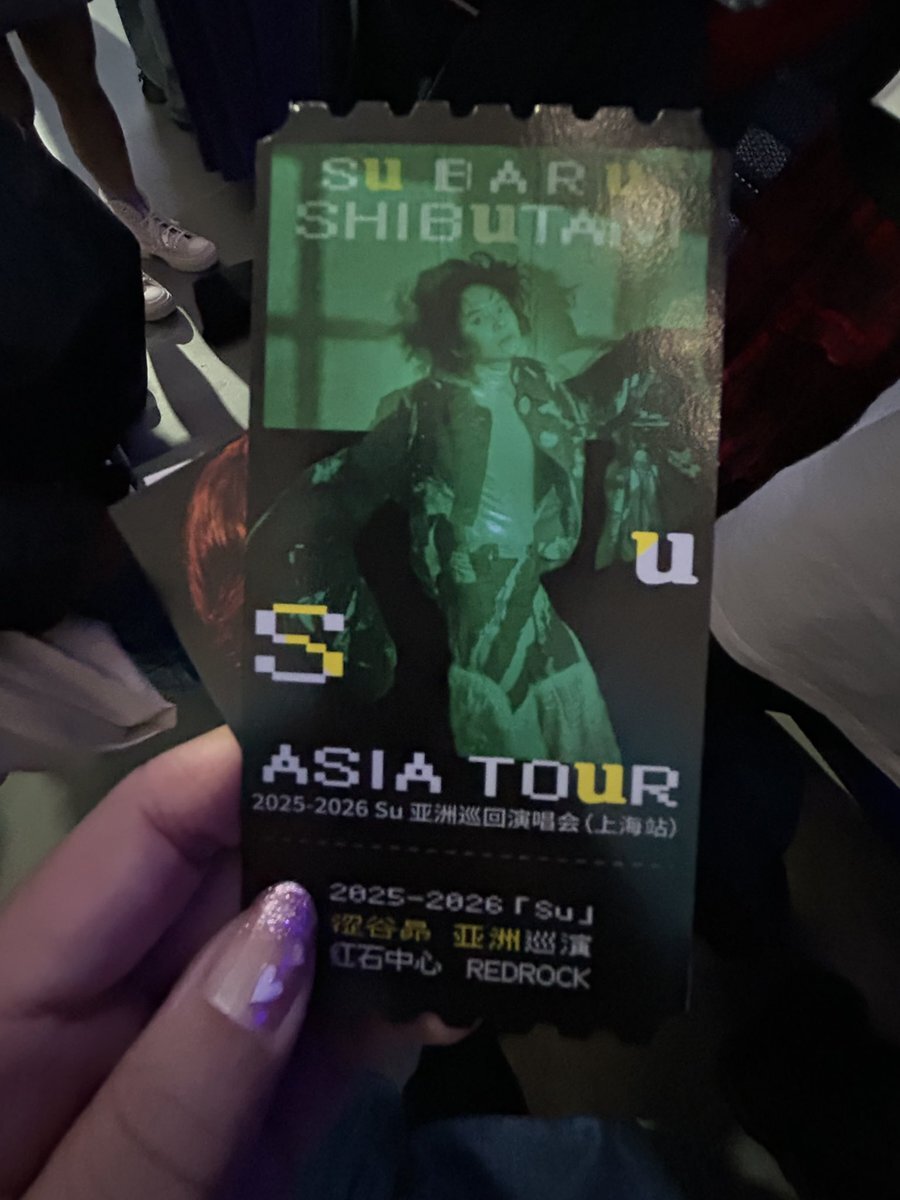 SuBARu
SHIBuTANI
u
S
ASIA TOuR
2025-2026 Su 亚洲巡回演唱会(上海站)
2025-2026「Su」
涩谷昴 亚洲巡演
红石中心 REDROCK